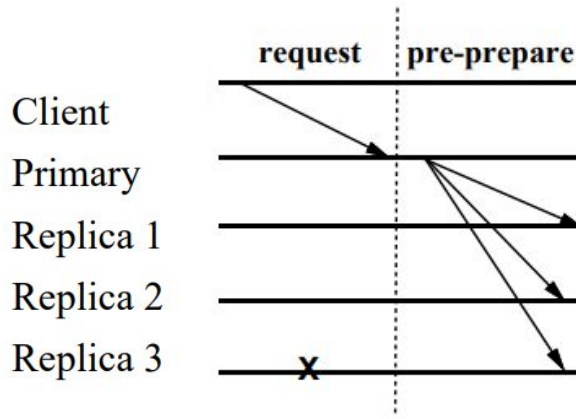 request pre-prepare
Client
Primary
Replica 1
Replica 2
Replica 3
X